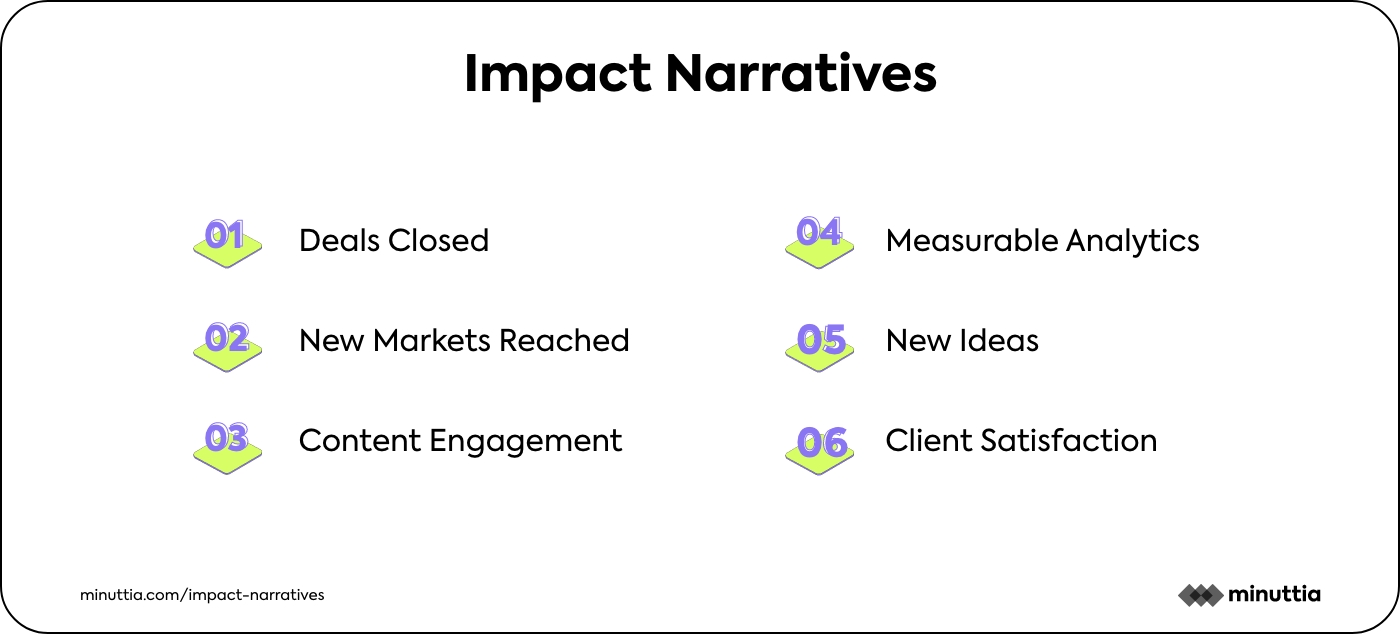 Impact Narratives
01 Deals Closed
02 New Markets Reached
03 Content Engagement
04 Measurable Analytics
05 New Ideas
06 Client Satisfaction
minuttia.com/impact-narratives
minuttia